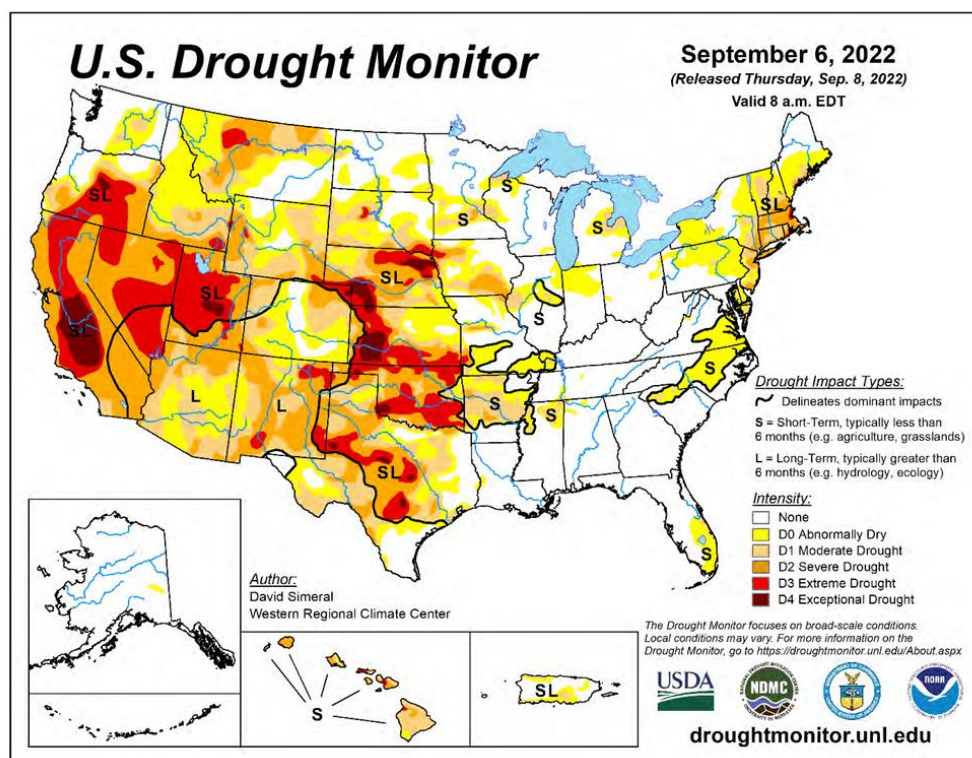 U.S. Drought Monitor
September 6, 2022
(Released Thursday, Sep. 8, 2022)
Valid 8 a.m. EDT
SL
S
S
S
SL
SL
SL
S
SL
L
L
S
S
S
SL
S
Drought Impact Types:
Delineates dominant impacts
S = Short-Term, typically less than
6 months (e.g. agriculture, grasslands)
L = Long-Term, typically greater than
6 months (e.g. hydrology, ecology)
Intensity:
None
D0 Abnormally Dry
D1 Moderate Drought
D2 Severe Drought
D3 Extreme Drought
D4 Exceptional Drought
Author:
David Simeral
Western Regional Climate Center
S
SL
The Drought Monitor focuses on broad-scale conditions.
Local conditions may vary. For more information on the
Drought Monitor, go to https://droughtmonitor.unl.edu/About.aspx
USDA
NDMC
NOAA
droughtmonitor.unl.edu